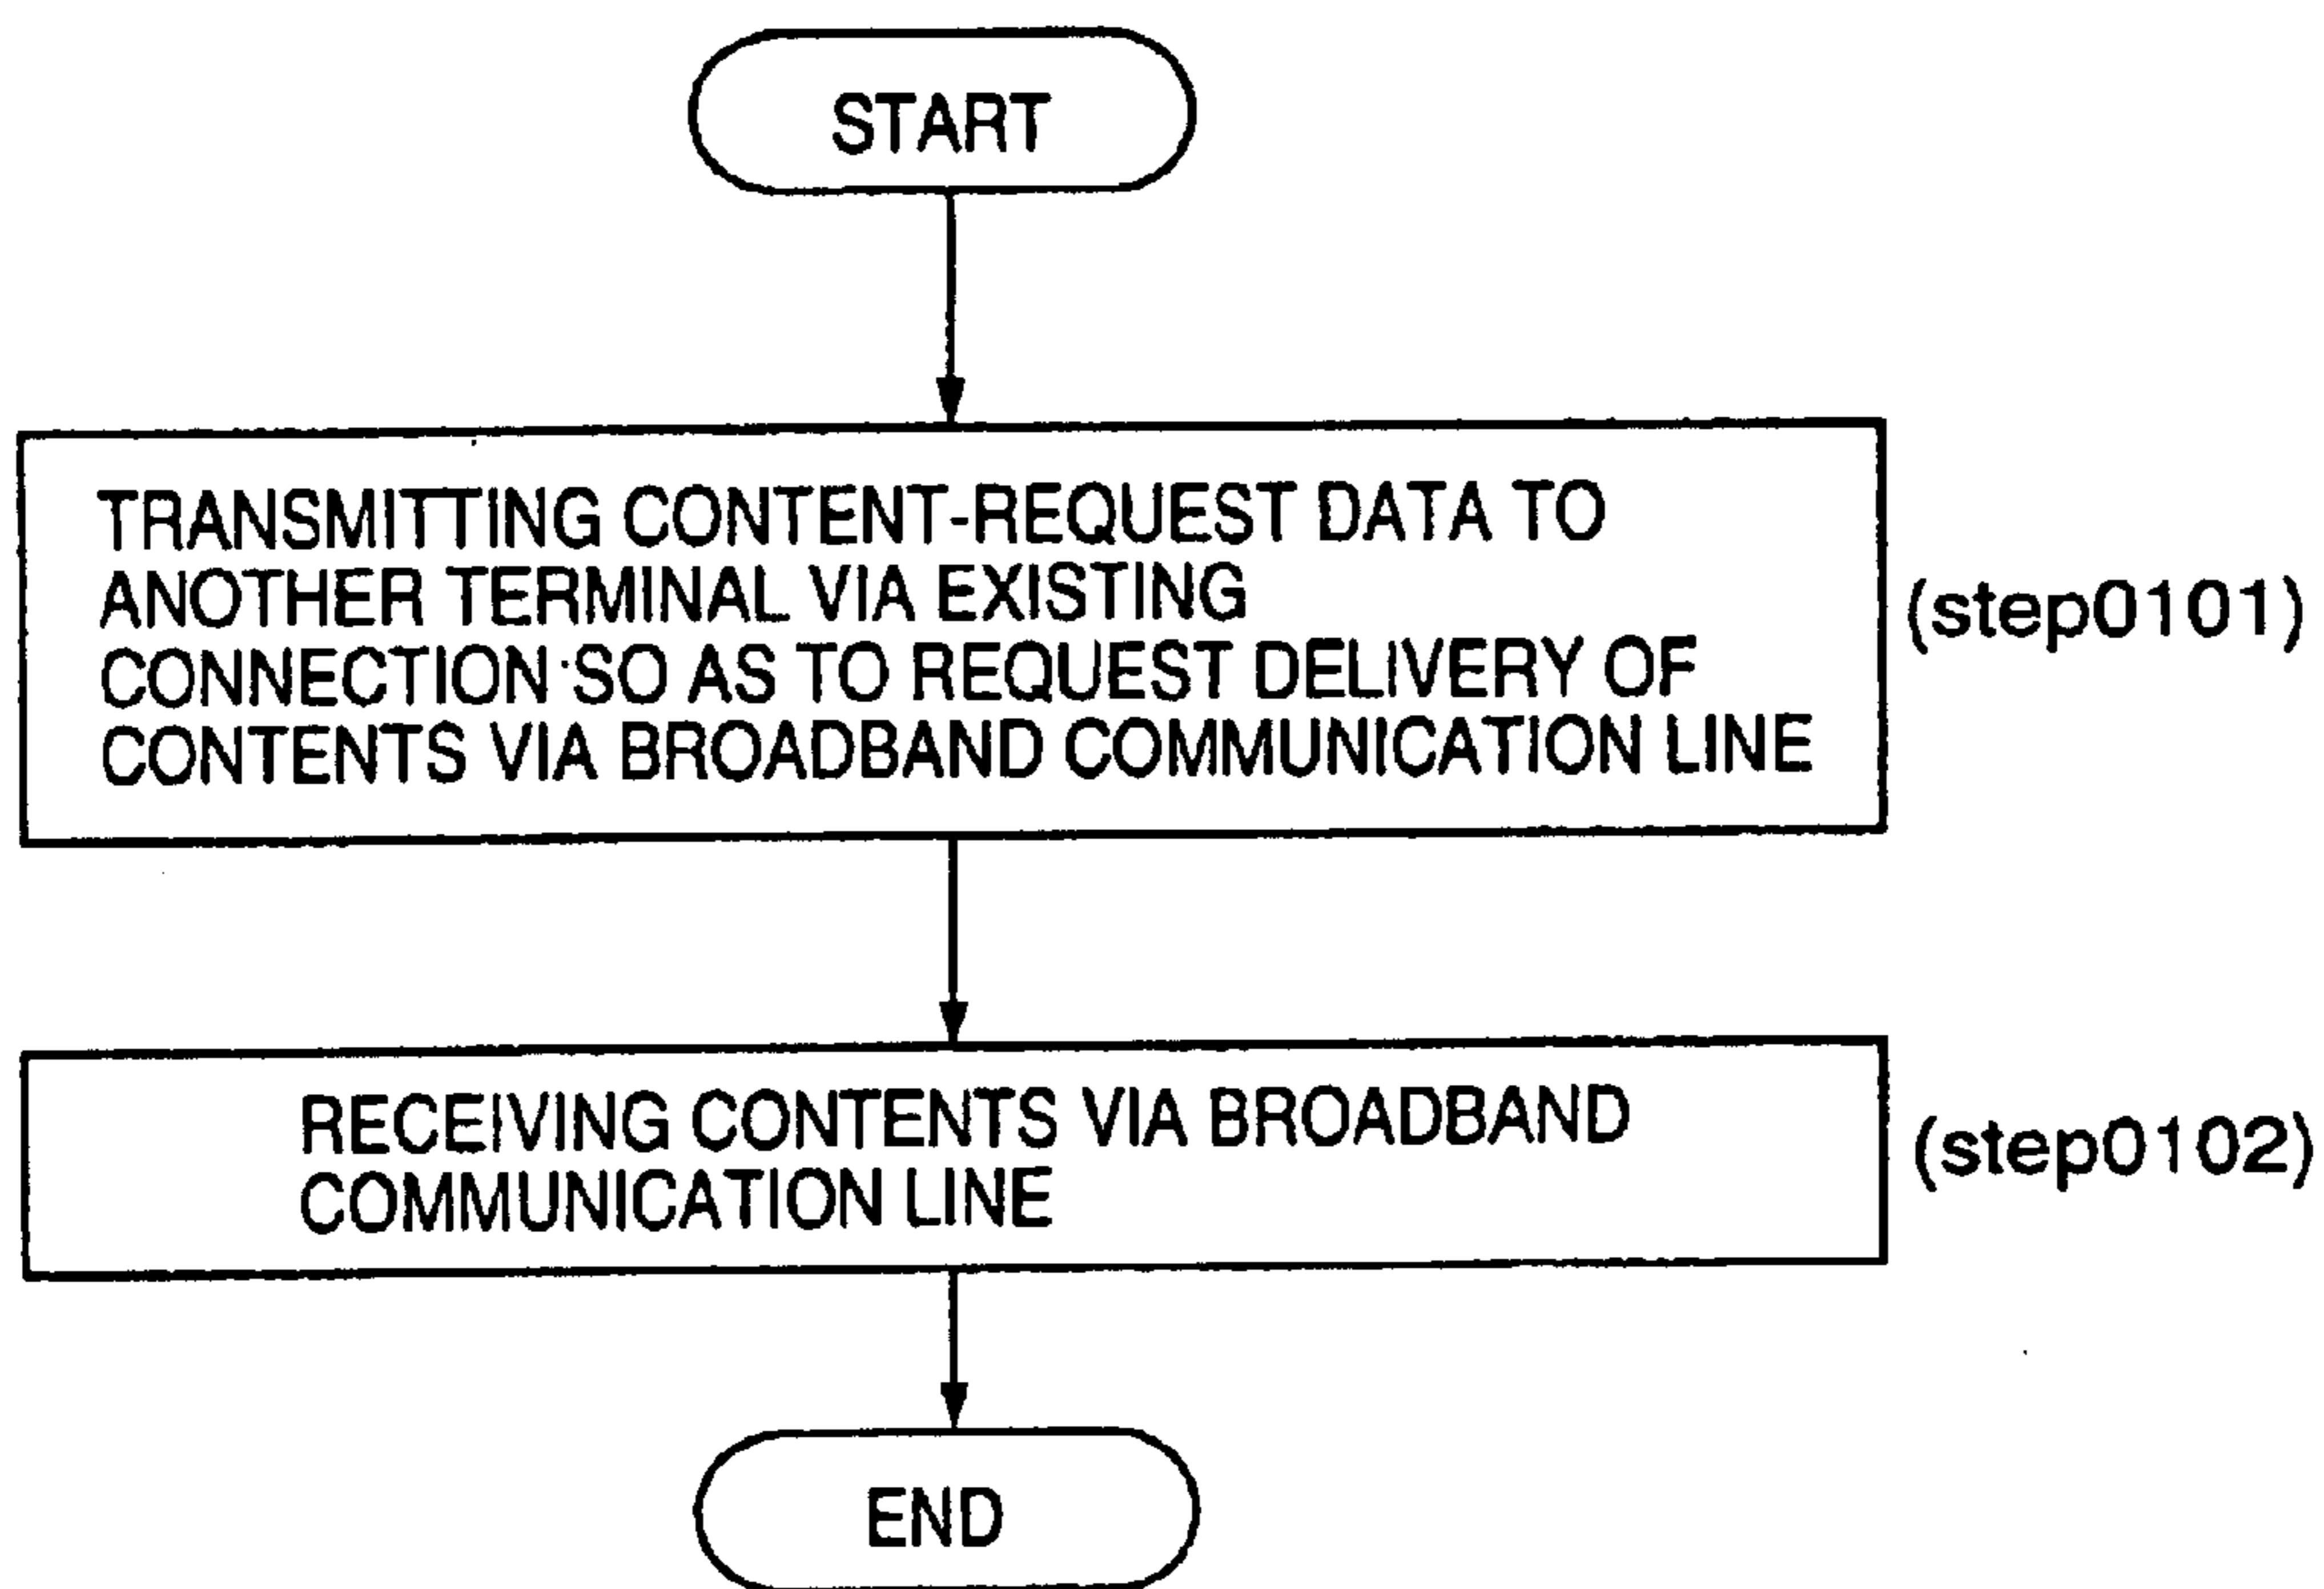 START
TRANSMITTING CONTENT-REQUEST DATA TO
ANOTHER TERMINAL VIA EXISTING
CONNECTION SO AS TO REQUEST DELIVERY OF
CONTENTS VIA BROADBAND COMMUNICATION LINE
(step0101)
RECEIVING CONTENTS VIA BROADBAND
COMMUNICATION LINE
(step0102)
END